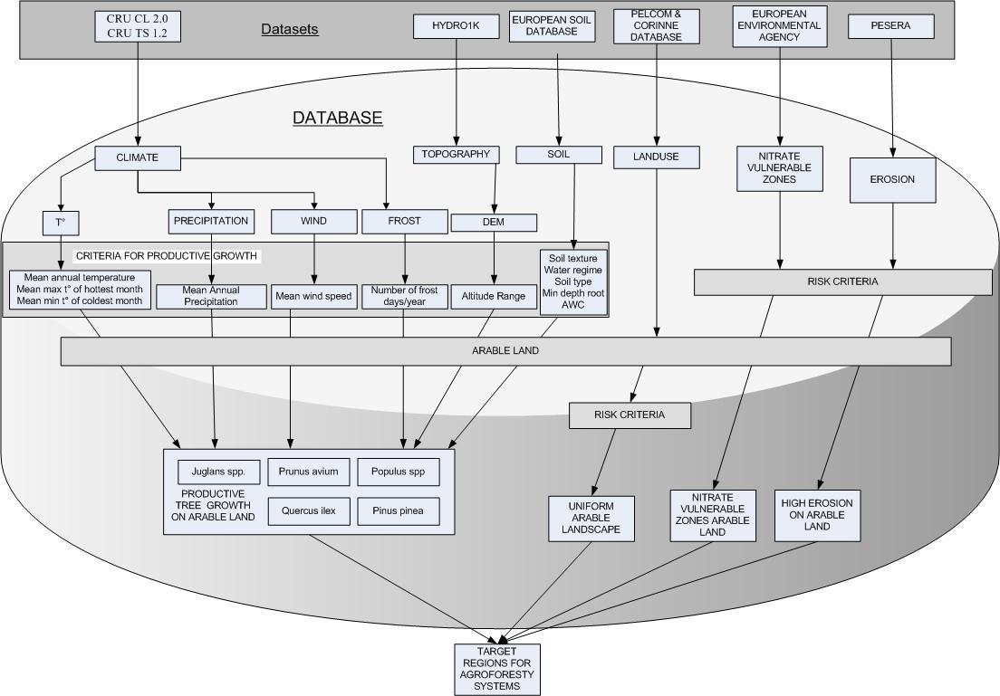 CRU CL 2.0
CRU TS 1.2
Datasets
HYDRO1K
EUROPEAN SOIL
DATABASE
PELCOM &
CORINNE
DATABASE
EUROPEAN
ENVIRONMENTAL
AGENCY
PESERA
DATABASE
CLIMATE
TOPOGRAPHY
SOIL
LANDUSE
NITRATE
VULNERABLE
ZONES
EROSION
T°
PRECIPITATION
WIND
FROST
DEM
CRITERIA FOR PRODUCTIVE GROWTH
Mean annual temperature
Mean max t° of hottest month
Mean min t° of coldest month
Mean Annual
Precipitation
Mean wind speed
Number of frost
days/year
Altitude Range
Soil texture
Water regime
Soil type
Min depth root
AWC
RISK CRITERIA
ARABLE LAND
RISK CRITERIA
Juglans spp.
Prunus avium
Populus spp
PRODUCTIVE
TREE GROWTH
ON ARABLE LAND
Quercus ilex
Pinus pinea
UNIFORM
ARABLE
LANDSCAPE
NITRATE
VULNERABLE
ZONES ARABLE
LAND
HIGH EROSION
ON ARABLE
LAND
TARGET
REGIONS FOR
AGROFORESTY
SYSTEMS